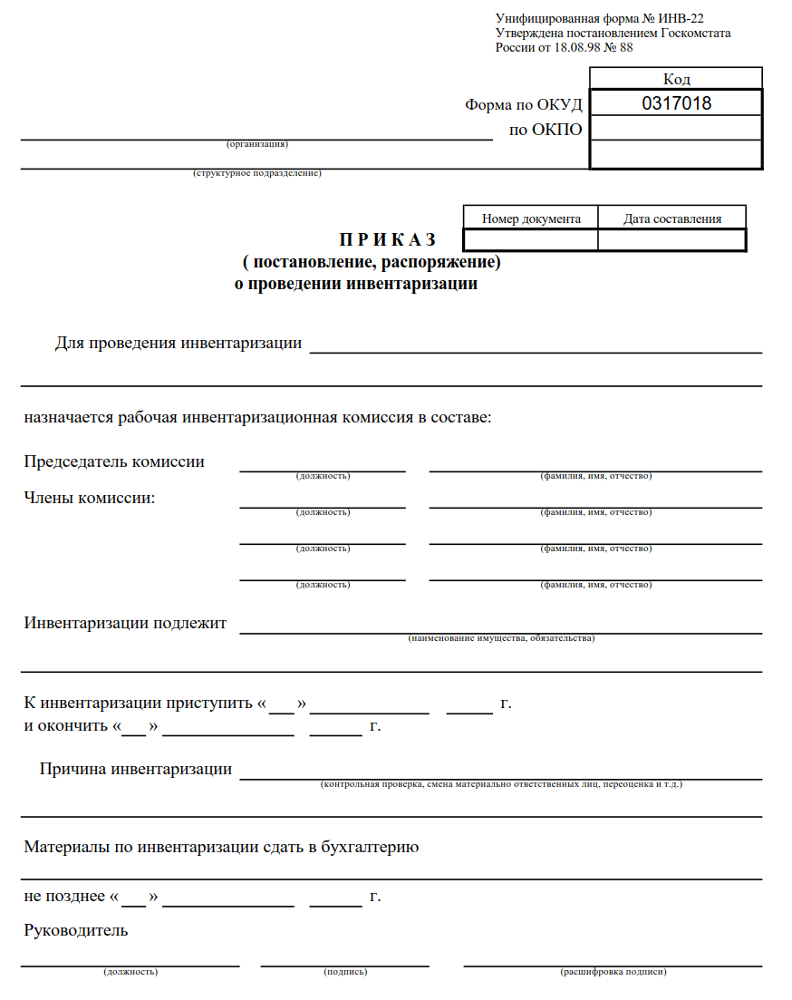 Унифицированная форма № ИНВ-22
Утверждена постановлением Госкомстата
России от 18.08.98 № 88
Код
Форма по ОКУД 0317018
по ОКПО
(организация)
(структурное подразделение)
Номер документа Дата составления
П Р И К А З
( постановление, распоряжение)
о проведении инвентаризации
Для проведения инвентаризации
назначается рабочая инвентаризационная комиссия в составе:
Председатель комиссии
(должность) (фамилия, имя, отчество)
Члены комиссии:
(должность) (фамилия, имя, отчество)
(должность) (фамилия, имя, отчество)
(должность) (фамилия, имя, отчество)
Инвентаризации подлежит
(наименование имущества, обязательства)
К инвентаризации приступить « » г.
и окончить « » г.
Причина инвентаризации
(контрольная проверка, смена материально ответственных лиц, переоценка и т.д.)
Материалы по инвентаризации сдать в бухгалтерию
не позднее « » г.
Руководитель
(должность) (подпись) (расшифровка подписи)